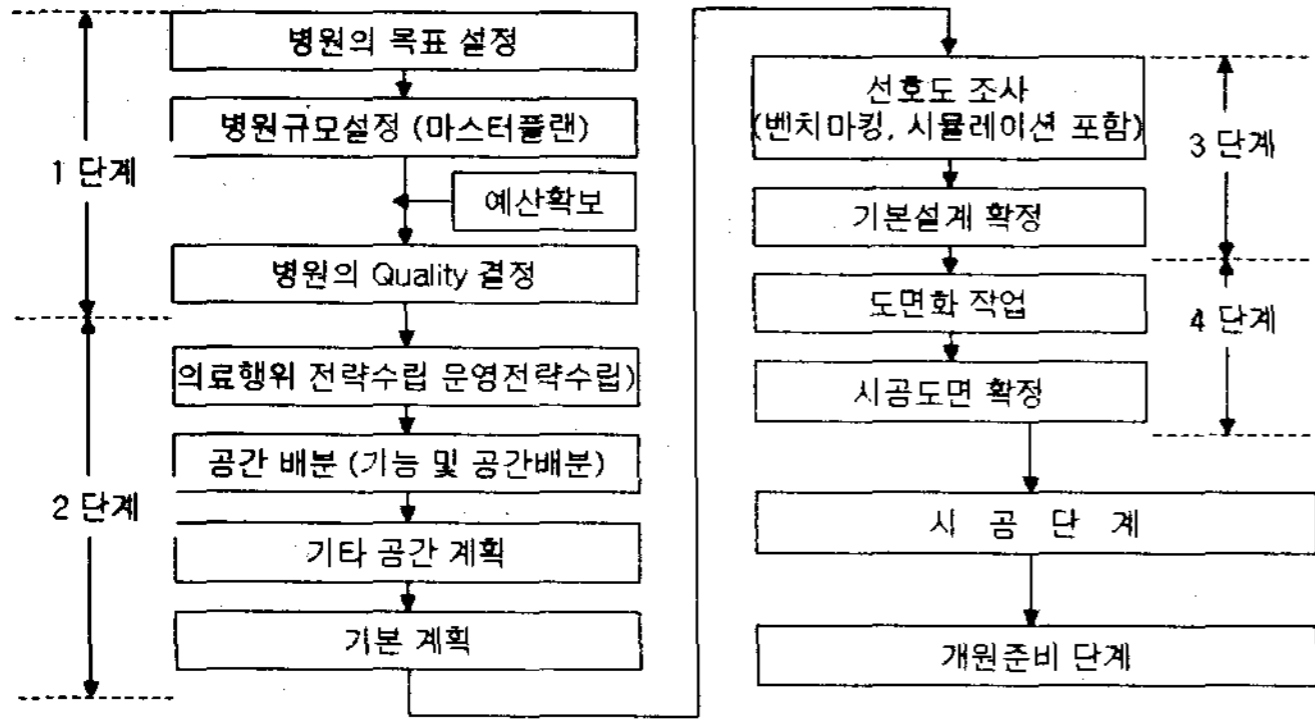 병원의 목표 설정
병원규모설정 (마스터플랜)
예산확보
병원의 Quality 결정
1 단계
의료행위 전략수립 운영전략수립)
공간 배분 (기능 및 공간배분)
기타 공간 계획
기본 계획
2 단계
선호도 조사
(벤치마킹, 시뮬레이션 포함)
기본설계 확정
3 단계
도면화 작업
시공도면 확정
4 단계
시 공 단 계
개원준비 단계